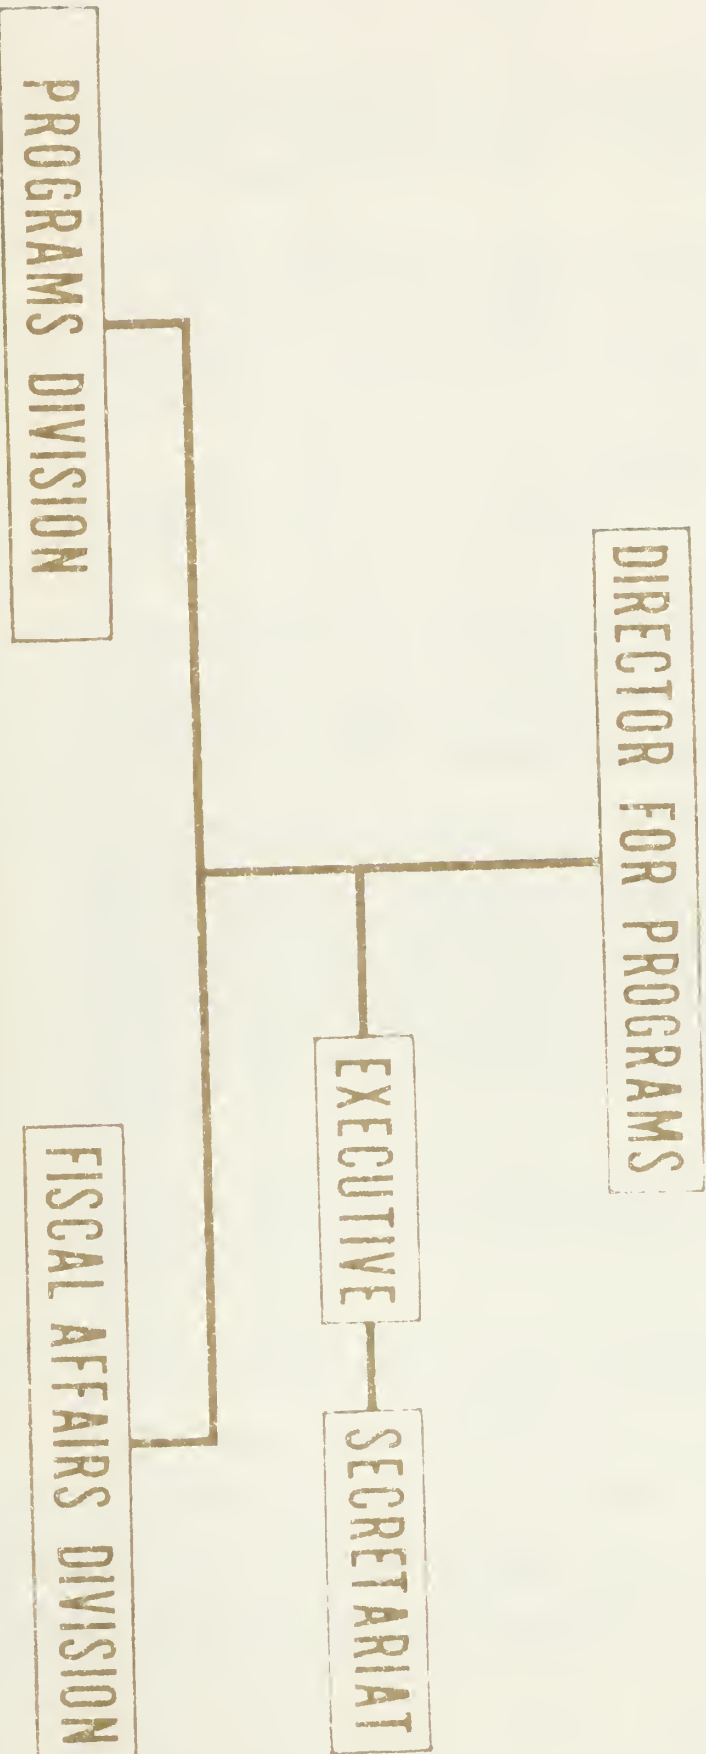 DIRECTOR FOR PROGRAMS
EXECUTIVE
SECRETARIAT
PROGRAMS DIVISION
FISCAL AFFAIRS DIVISION